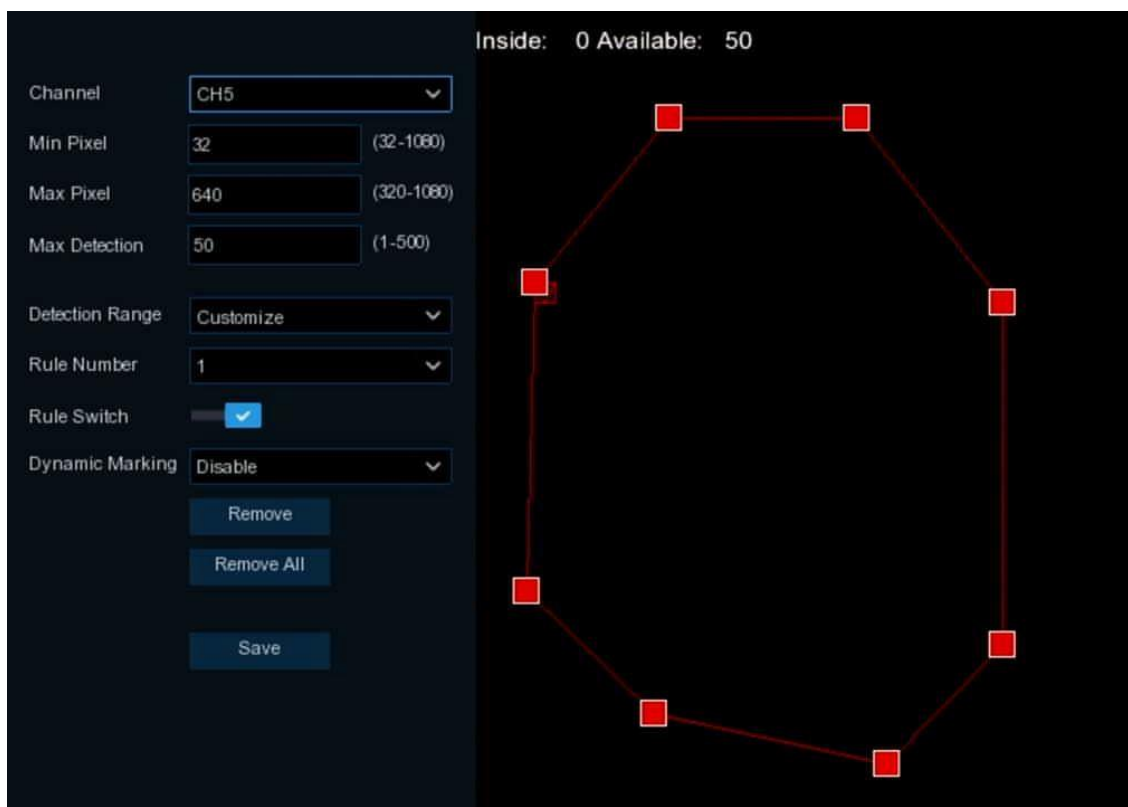 Inside: 0 Available: 50
Channel CH5
Min Pixel 32 (32-1080)
Max Pixel 640 (320-1080)
Max Detection 50 (1-500)
Detection Range Customize
Rule Number 1
Rule Switch
Dynamic Marking Disable
Remove
Remove All
Save